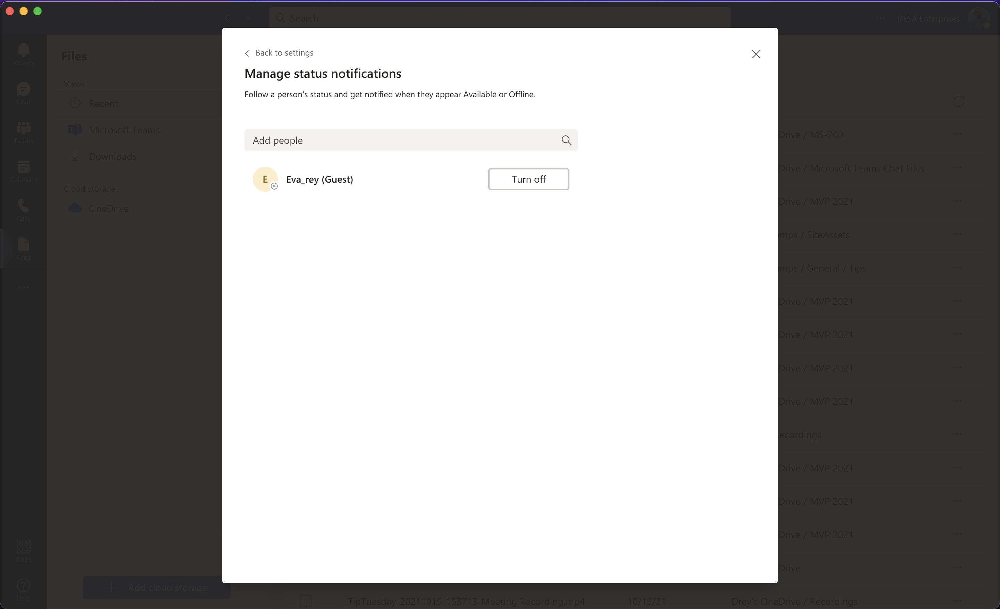 Search
DESA Enterprises
Activity
Chat
Teams
Calendar
Calls
Files
Apps
Help
Files
Views
Recent
Microsoft Teams
Downloads
Cloud storage
OneDrive
Add cloud storage
Back to settings
Manage status notifications
Follow a person's status and get notified when they appear Available or Offline.
Add people
E
Eva_rey (Guest)
Turn off
Drive / MS-700
Drive / Microsoft Teams Chat Files
Drive / MVP 2021
mps / SiteAssets
mps / General / Tips
Drive / MVP 2021
Drive / MVP 2021
Drive / MVP 2021
Drive / MVP 2021
ecordings
Drive / MVP 2021
Drive / MVP 2021
Drive / MVP 2021
Drive
_TipTuesday-20211019_153713-Meeting Recording.mp4
10/19/21
Drey's OneDrive / Recordings